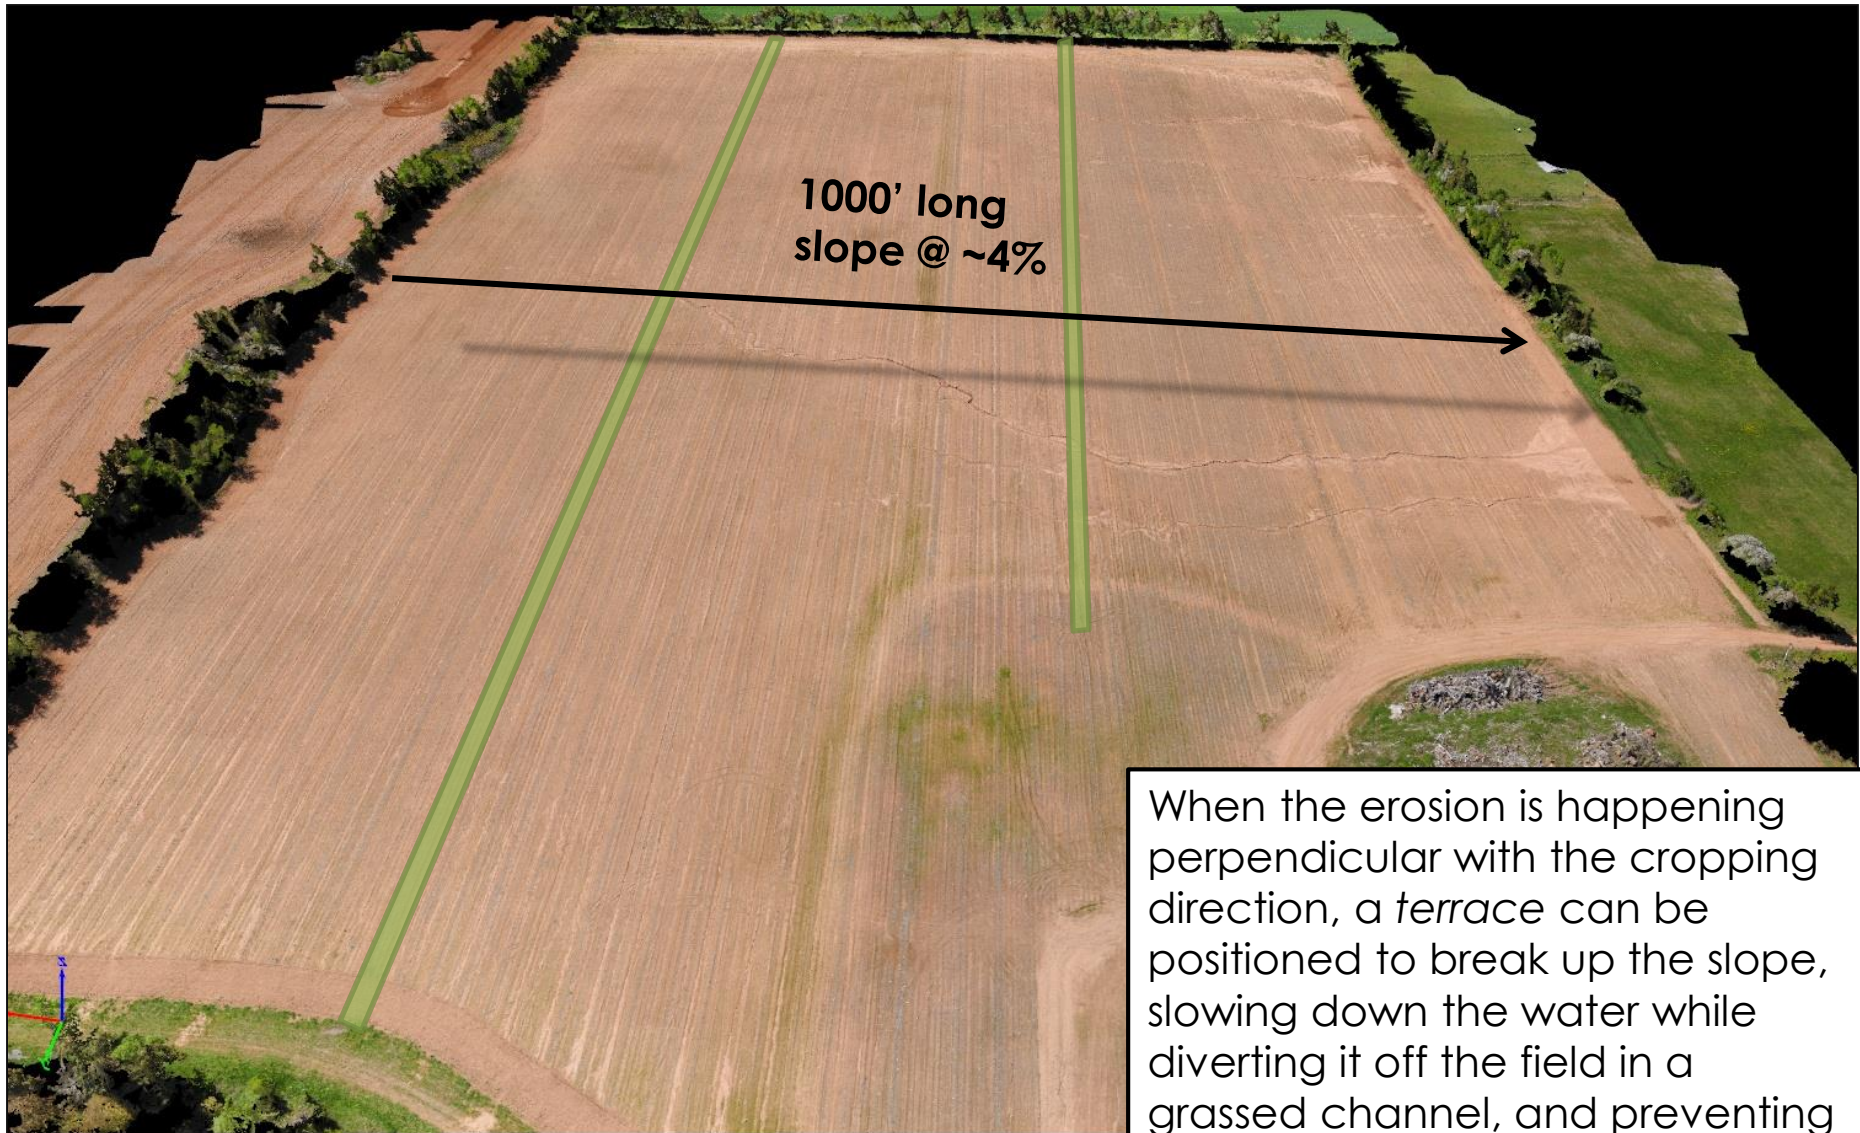 1000’ long
slope @ ~4%
When the erosion is happening
perpendicular with the cropping
direction, a terrace can be
positioned to break up the slope,
slowing down the water while
diverting it off the field in a
grassed channel, and preventing